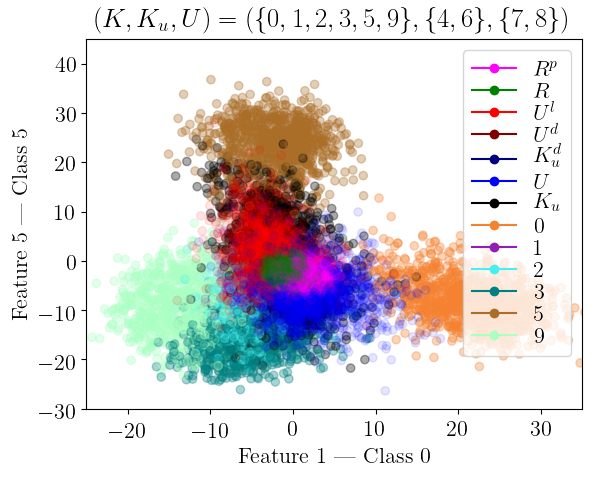 (K, K_u, U) = ({0, 1, 2, 3, 5, 9}, {4, 6}, {7, 8})
40
30
20
10
0
−10
−20
−30
Feature 5 — Class 5
R^p
R
U^l
U^d
K_u^d
U
K_u
0
1
2
3
5
9
−20 −10 0 10 20 30
Feature 1 — Class 0